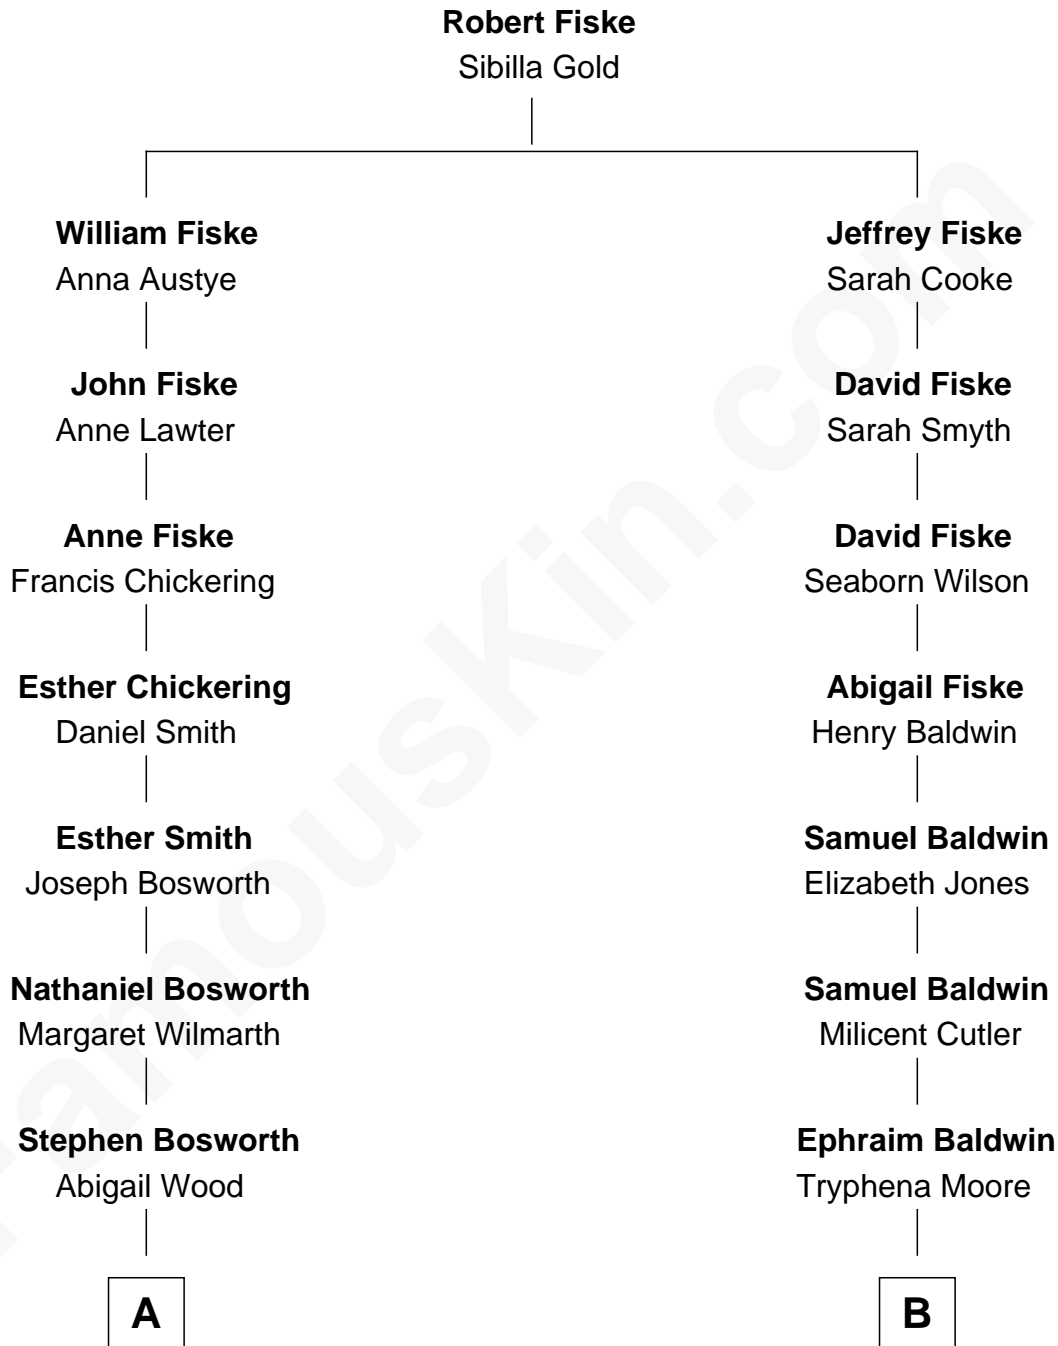 Robert Fiske
Sibilla Gold
William Fiske
Anna Austye
John Fiske
Anne Lawter
Anne Fiske
Francis Chickering
Esther Chickering
Daniel Smith
Esther Smith
Joseph Bosworth
Nathaniel Bosworth
Margaret Wilmarth
Stephen Bosworth
Abigail Wood
A
Jeffrey Fiske
Sarah Cooke
David Fiske
Sarah Smyth
David Fiske
Seaborn Wilson
Abigail Fiske
Henry Baldwin
Samuel Baldwin
Elizabeth Jones
Samuel Baldwin
Milicent Cutler
Ephraim Baldwin
Tryphena Moore
B
FamousKin.com